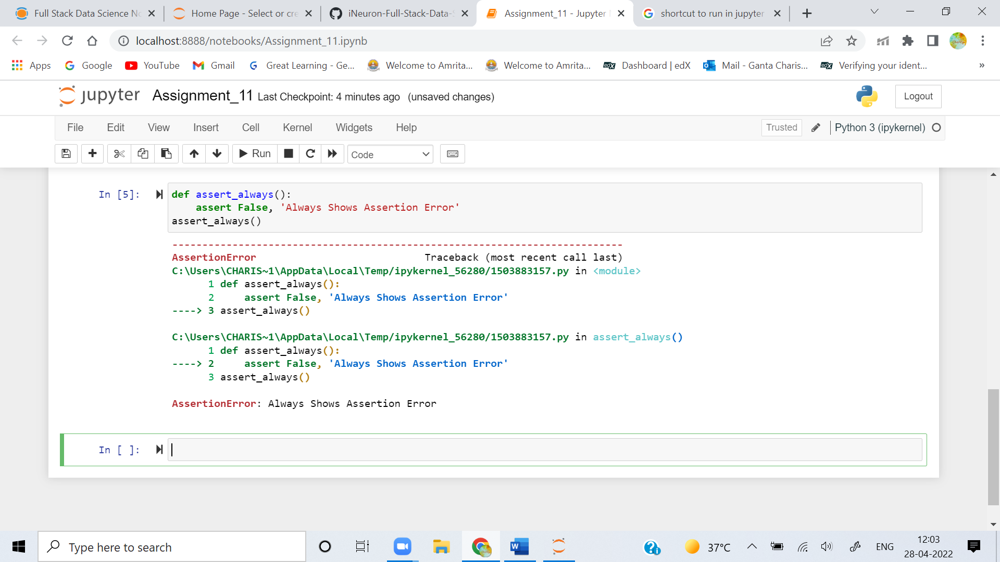 Full Stack Data Science No
Home Page - Select or cre
iNeuron-Full-Stack-Data-S
Assignment_11 - Jupyter
shortcut to run in jupyter
localhost:8888/notebooks/Assignment_11.ipynb
Apps
Google
YouTube
Gmail
Great Learning - Ge...
Welcome to Amrita...
Welcome to Amrita...
Dashboard | edX
Mail - Ganta Charis...
Verifying your ident...
»
jupyter
Assignment_11
Last Checkpoint: 4 minutes ago (unsaved changes)
Logout
File
Edit
View
Insert
Cell
Kernel
Widgets
Help
Trusted
Python 3 (ipykernel)
Run
Code
In [5]:
def assert_always():
    assert False, 'Always Shows Assertion Error'
assert_always()
---------------------------------------------------------------------------
AssertionError                            Traceback (most recent call last)
C:\Users\CHARIS~1\AppData\Local\Temp/ipykernel_56280/1503883157.py in <module>
      1 def assert_always():
      2     assert False, 'Always Shows Assertion Error'
----> 3 assert_always()
C:\Users\CHARIS~1\AppData\Local\Temp/ipykernel_56280/1503883157.py in assert_always()
      1 def assert_always():
----> 2     assert False, 'Always Shows Assertion Error'
      3 assert_always()
AssertionError: Always Shows Assertion Error
In [ ]:
Type here to search
37°C
ENG
12:03
28-04-2022